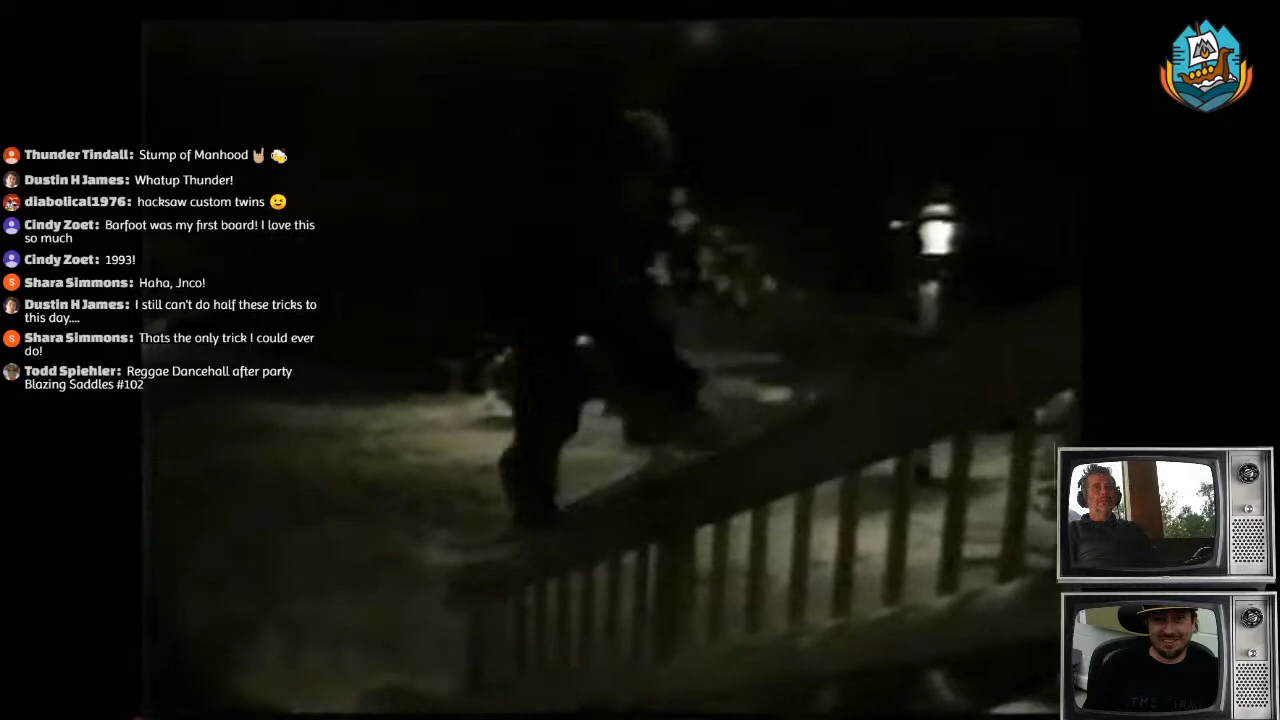 Thunder Tindall: Stump of Manhood 🤘🏼 🍻
Dustin H James: Whatup Thunder!
diabolical1976: hacksaw custom twins 😉
Cindy Zoet: Barfoot was my first board! I love this
so much
Cindy Zoet: 1993!
Shara Simmons: Haha, Jnco!
Dustin H James: I still can't do half these tricks to
this day....
Shara Simmons: Thats the only trick I could ever
do!
Todd Spiehler: Reggae Dancehall after party
Blazing Saddles #102
THE